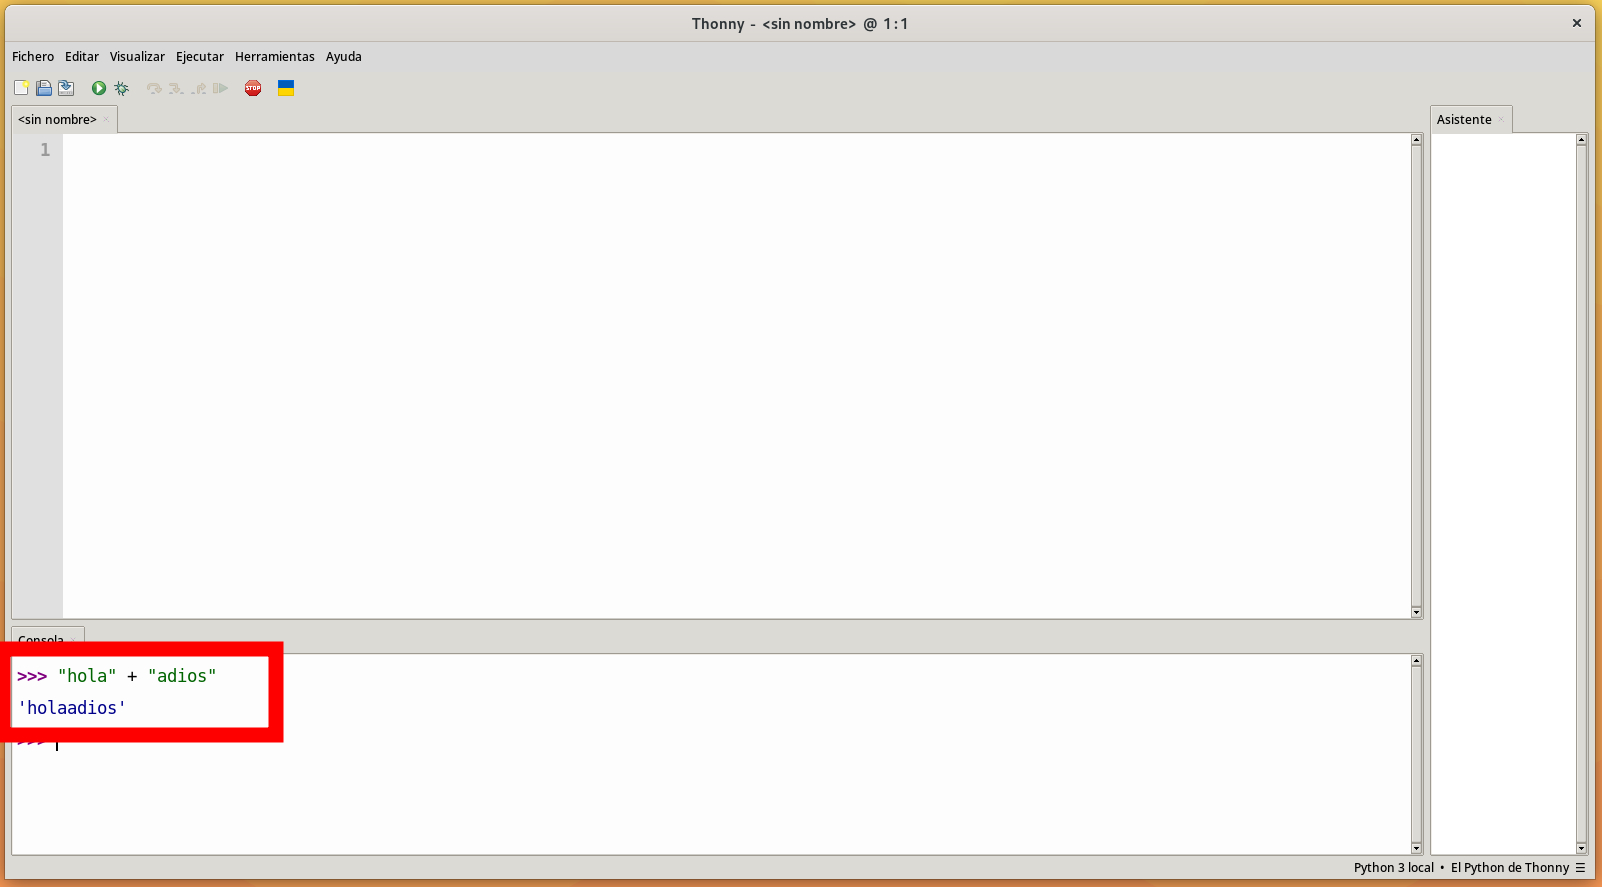 Thonny - <sin nombre> @ 1:1
Fichero Editar Visualizar Ejecutar Herramientas Ayuda
STOP
<sin nombre>
Asistente
1
Consola
>>> "hola" + "adios"
'holaadios'
>>>
Python 3 local • El Python de Thonny ☰